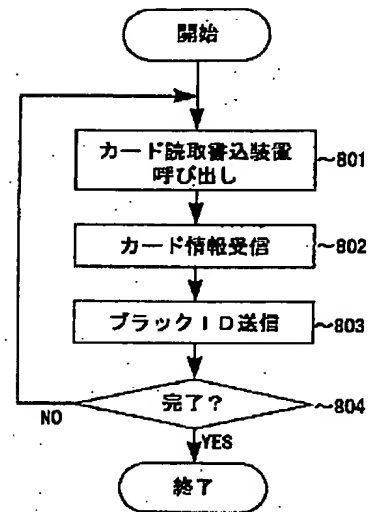 開始
カード読取書込装置
呼び出し
~801
カード情報受信
~802
ブラックID送信
~803
完了?
~804
NO
YES
終了